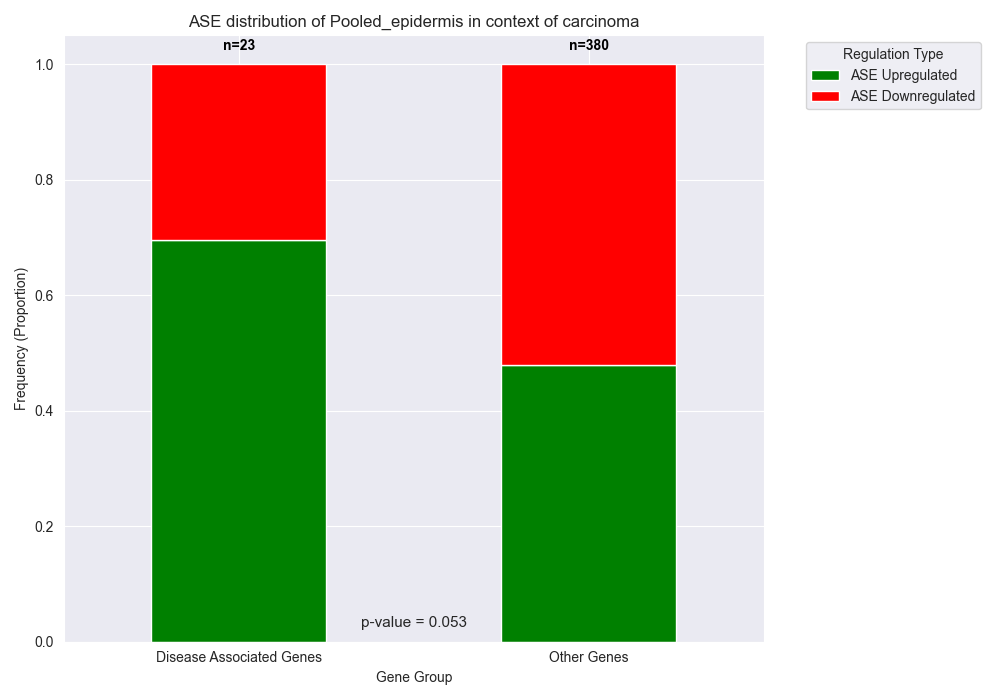 ASE distribution of Pooled_epidermis in context of carcinoma
n=23
n=380
Regulation Type
ASE Upregulated
ASE Downregulated
Frequency (Proportion)
1.0
0.8
0.6
0.4
0.2
0.0
p-value = 0.053
Disease Associated Genes
Other Genes
Gene Group